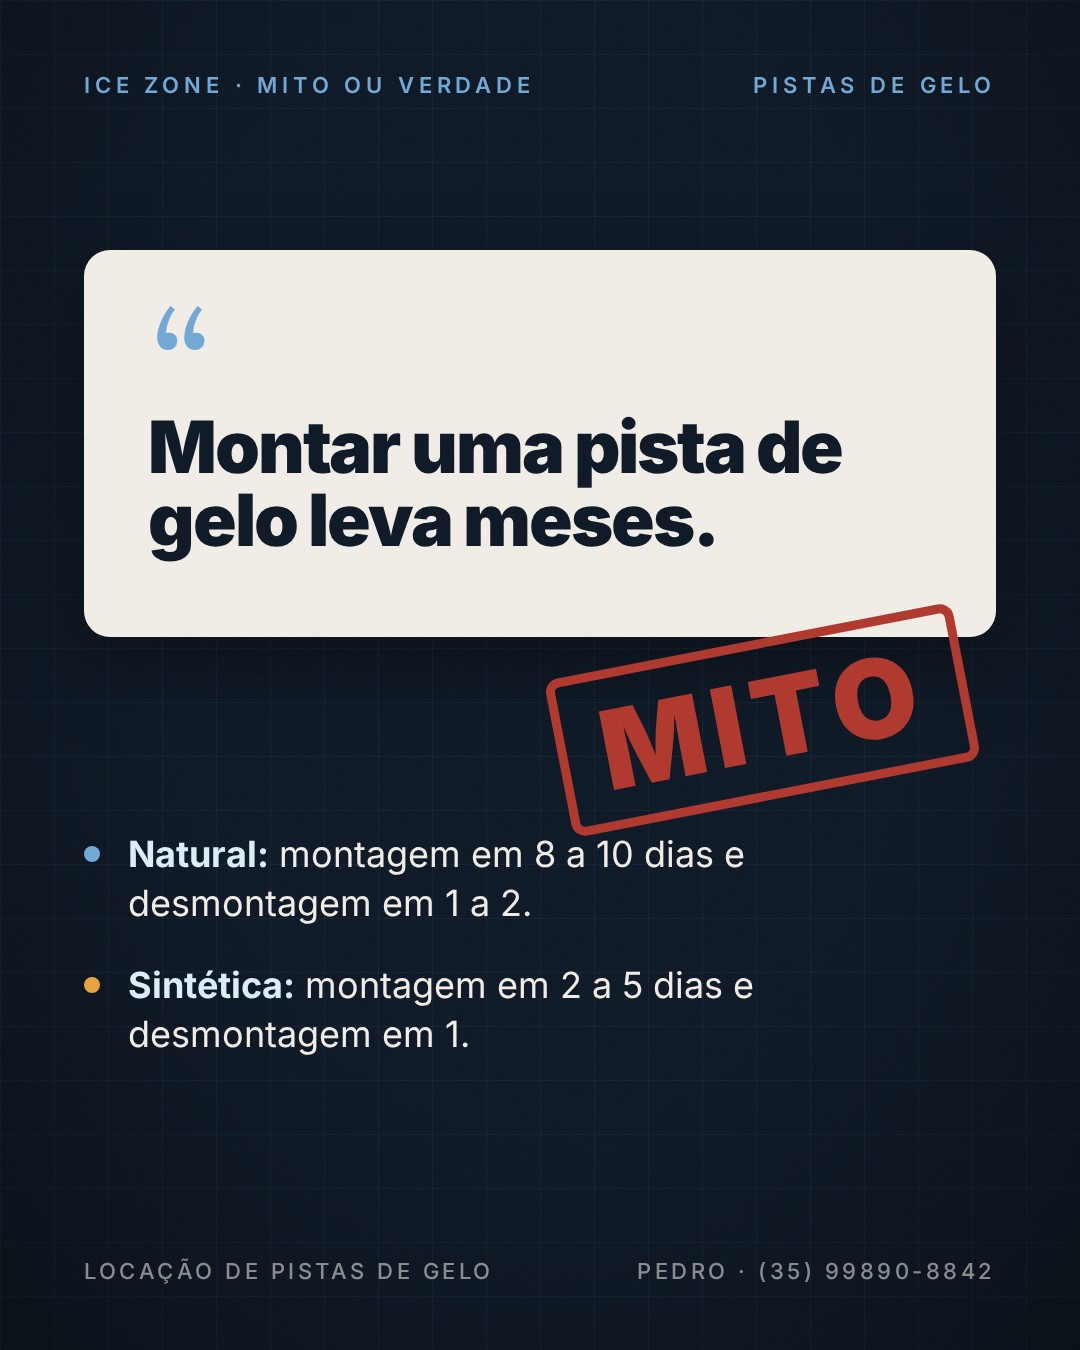 ICE ZONE · MITO OU VERDADE
PISTAS DE GELO
“
Montar uma pista de
gelo leva meses.
MITO
Natural: montagem em 8 a 10 dias e
desmontagem em 1 a 2.
Sintética: montagem em 2 a 5 dias e
desmontagem em 1.
LOCAÇÃO DE PISTAS DE GELO
PEDRO · (35) 99890-8842